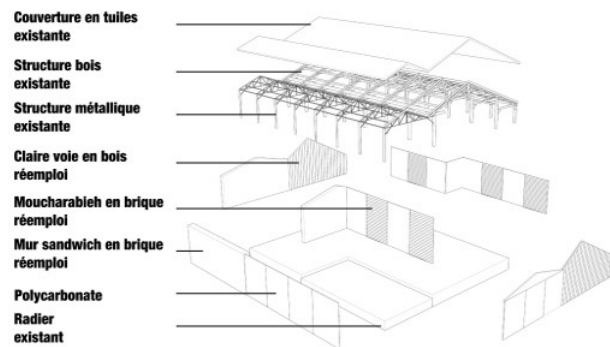 Couverture en tuiles
existante
Structure bois
existante
Structure métallique
existante
Claire voie en bois
réemploi
Moucharabieh en brique
réemploi
Mur sandwich en brique
réemploi
Polycarbonate
Radier
existant